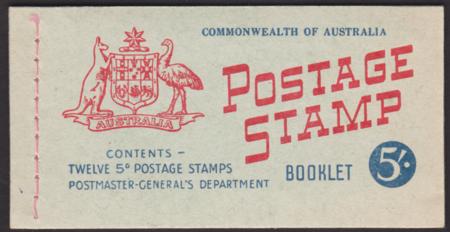 COMMONWEALTH OF AUSTRALIA
POSTAGE
STAMP
AUSTRALIA
CONTENTS –
TWELVE 5ᴰ POSTAGE STAMPS
POSTMASTER-GENERAL'S DEPARTMENT
BOOKLET 5/-